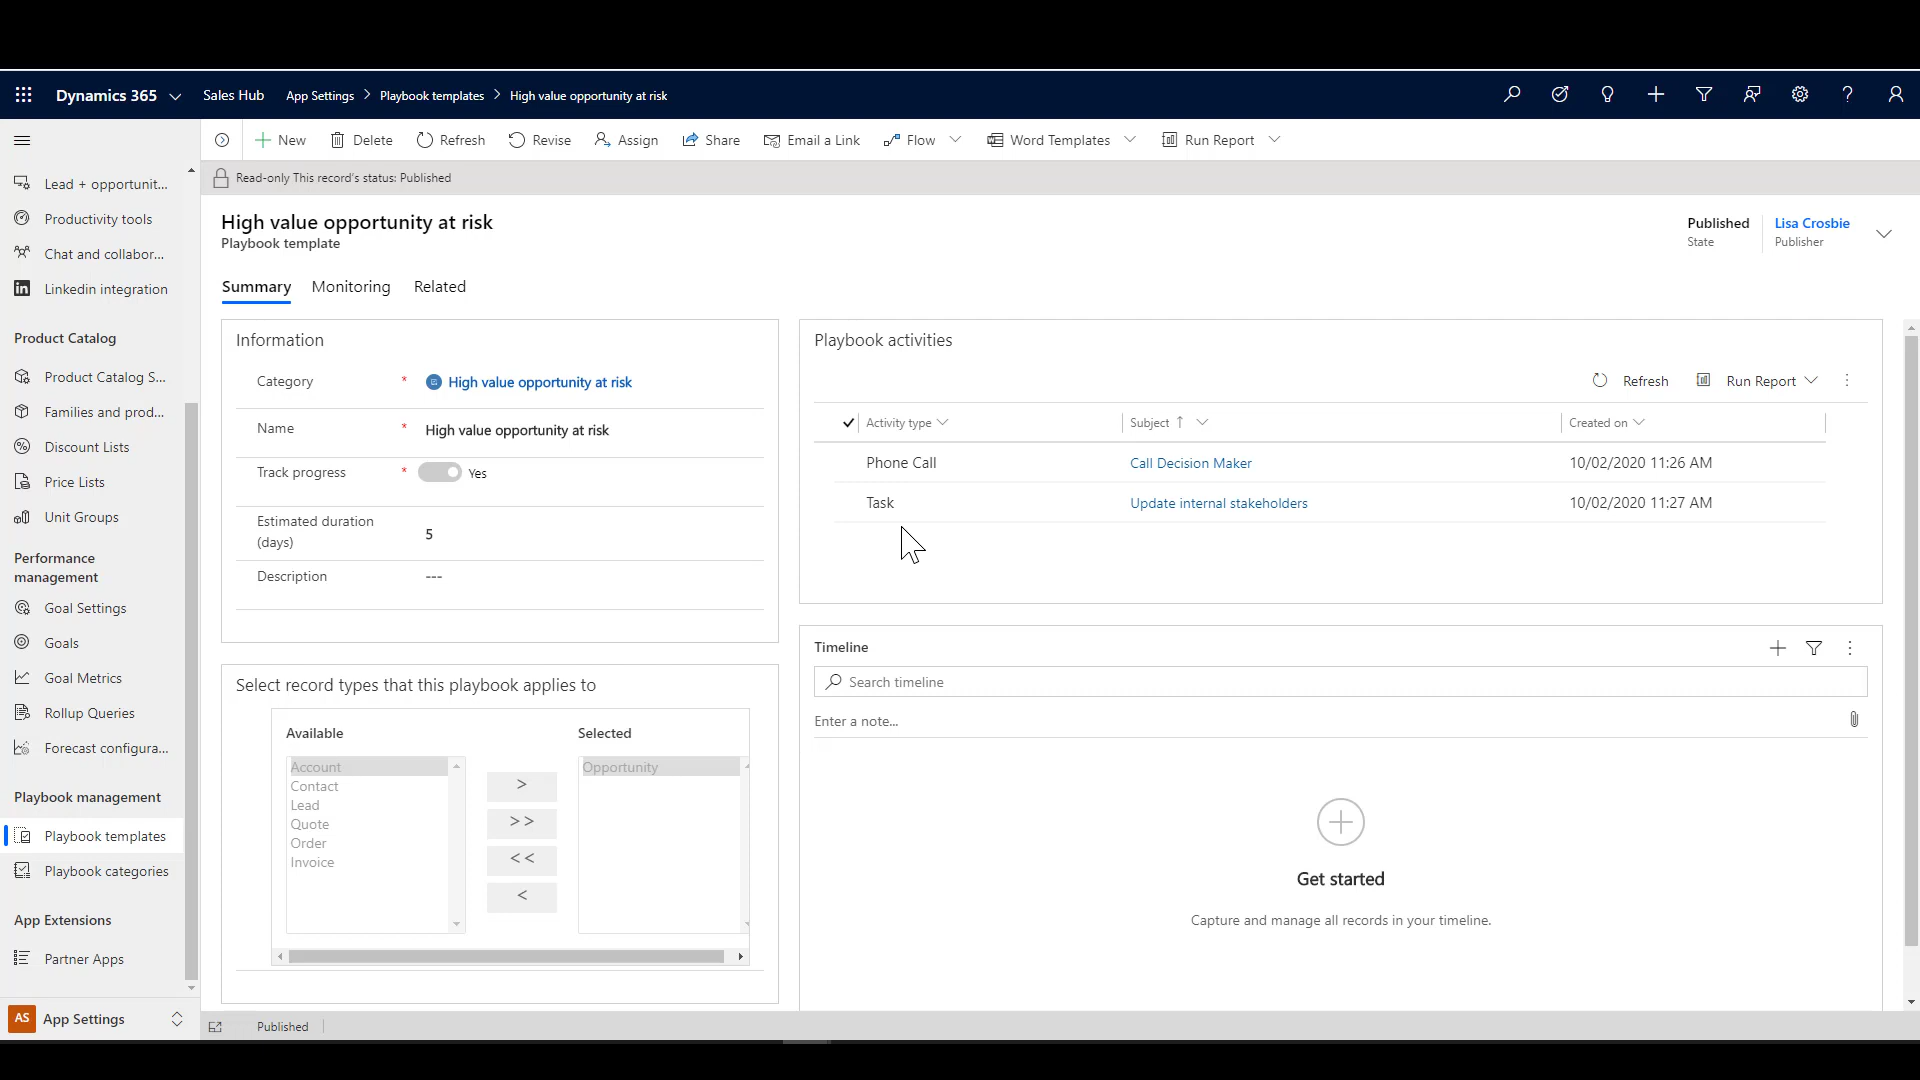 Dynamics 365 Sales Hub App Settings > Playbook templates > High value opportunity at risk ?
New Delete Refresh Revise Assign Share Email a Link Flow Word Templates Run Report
Read-only This record's status: Published
High value opportunity at risk
Playbook template
Published
State
Lisa Crosbie
Publisher
Summary Monitoring Related
Lead + opportunit...
Productivity tools
Chat and collabor...
Linkedin integration
Product Catalog
Product Catalog S...
Families and prod...
Discount Lists
Price Lists
Unit Groups
Performance
management
Goal Settings
Goals
Goal Metrics
Rollup Queries
Forecast configura...
Playbook management
Playbook templates
Playbook categories
App Extensions
Partner Apps
AS App Settings
Information
Category * High value opportunity at risk
Name * High value opportunity at risk
Track progress * Yes
Estimated duration
(days) 5
Description ---
Select record types that this playbook applies to
Available Selected
Account
Contact
Lead
Quote
Order
Invoice
>
>>
<<
<
Opportunity
Playbook activities
Refresh Run Report
Activity type Subject ↑ Created on
Phone Call Call Decision Maker 10/02/2020 11:26 AM
Task Update internal stakeholders 10/02/2020 11:27 AM
Timeline
Search timeline
Enter a note...
Get started
Capture and manage all records in your timeline.
Published